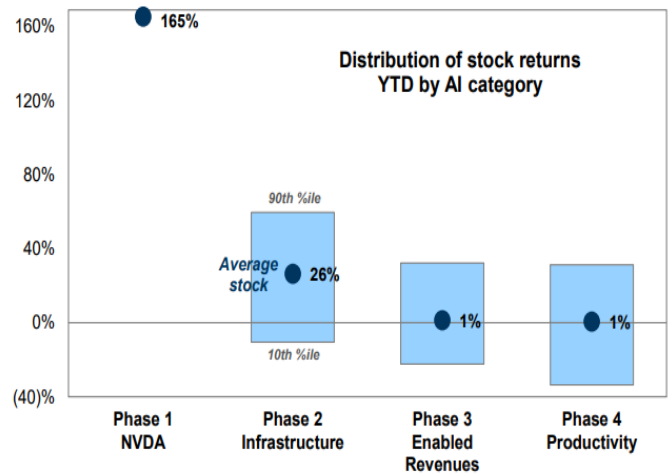 Distribution of stock returns
YTD by AI category
160%
120%
80%
40%
0%
(40)%
165%
90th %ile
Average
stock
26%
10th %ile
1%
1%
Phase 1
NVDA
Phase 2
Infrastructure
Phase 3
Enabled
Revenues
Phase 4
Productivity